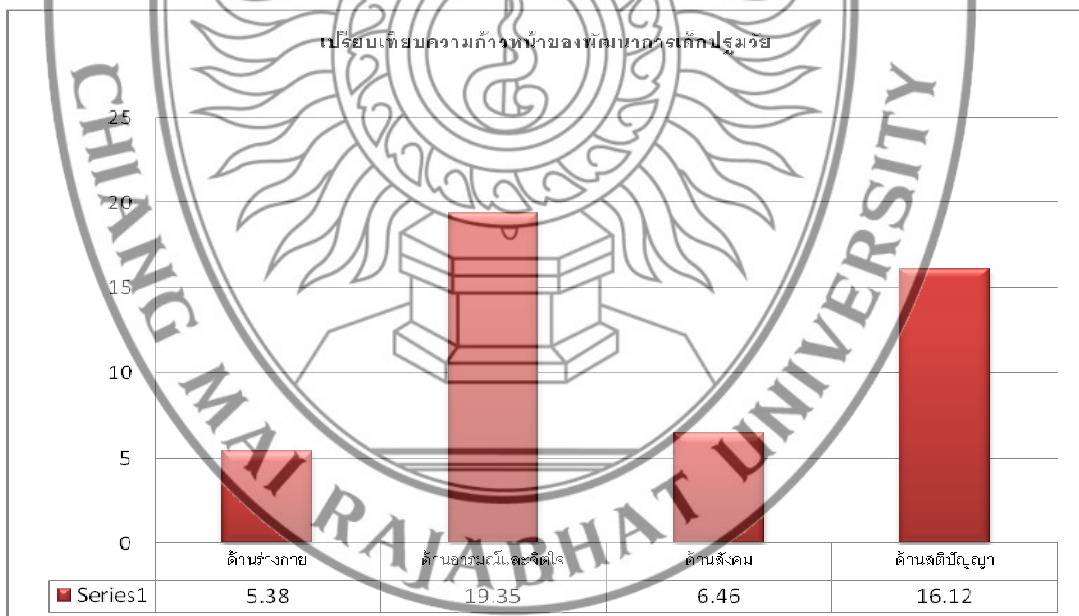 เปรียบเทียบความก้าวหน้าของพัฒนาการเด็กปฐมวัย
25
20
15
10
5
0
ด้านร่างกาย ด้านอารมณ์และจิตใจ ด้านสังคม ด้านสติปัญญา
Series1 5.38 19.35 6.46 16.12
CHIANG MAI RAJABHAT UNIVERSITY